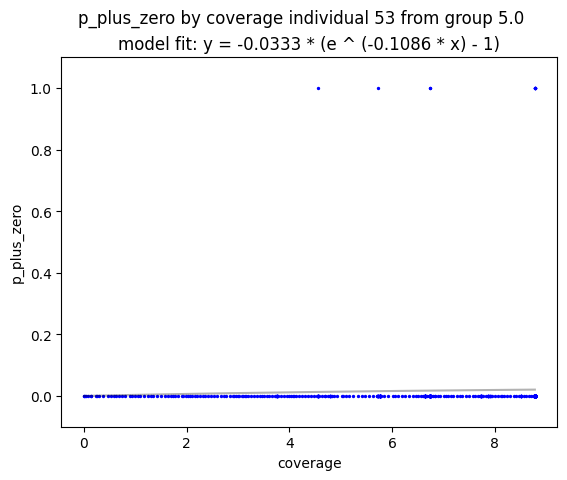 p_plus_zero by coverage individual 53 from group 5.0
model fit: y = -0.0333 * (e ^ (-0.1086 * x) - 1)
1.0
0.8
0.6
0.4
0.2
0.0
p_plus_zero
0 2 4 6 8
coverage